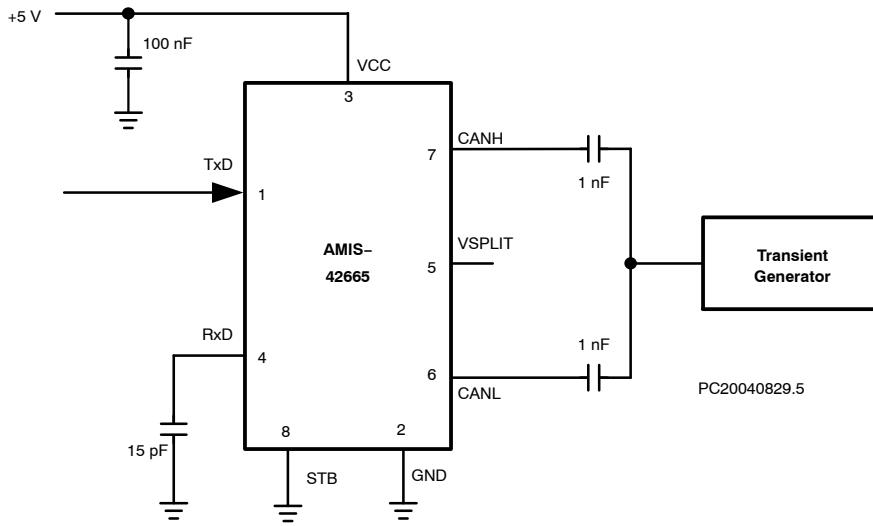 +5 V
100 nF
VCC
3
CANH
7
TxD
1 nF
1
AMIS−
42665
VSPLIT
5
Transient
Generator
RxD
4
1 nF
6
CANL
PC20040829.5
15 pF
8
2
STB
GND